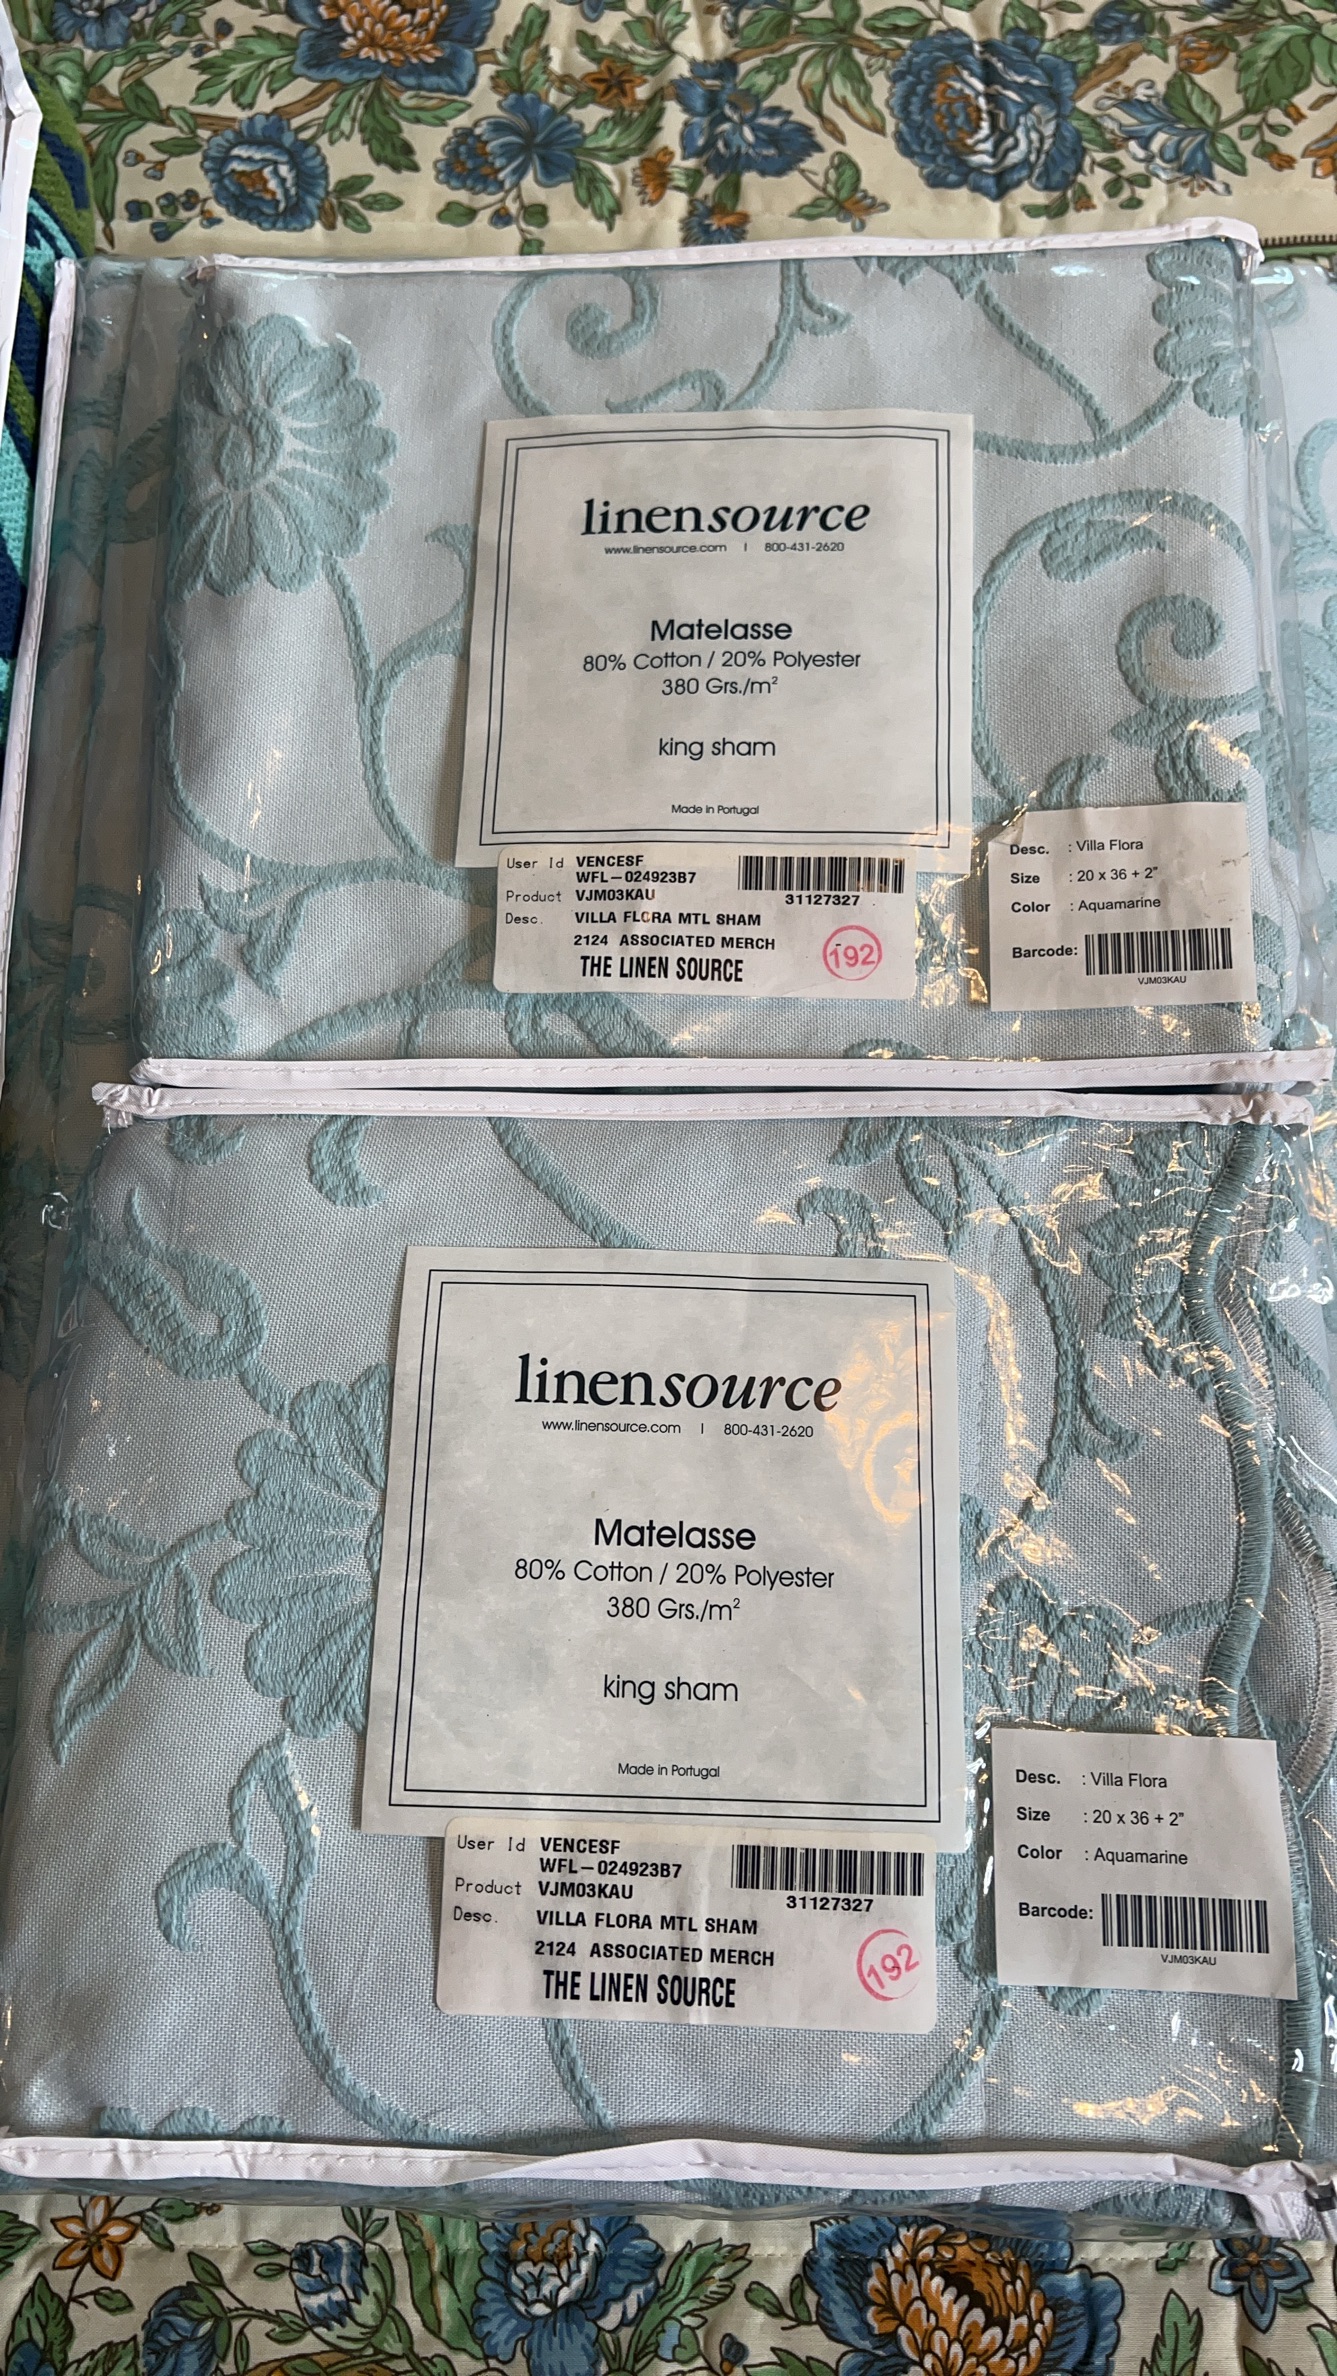 linensource
www.linensource.com | 800-431-2620
Matelasse
80% Cotton / 20% Polyester
380 Grs./m²
king sham
Made in Portugal
User Id VENCESF
WFL-024923B7
31127327
Product VJM03KAU
Desc. VILLA FLORA MTL SHAM
2124 ASSOCIATED MERCH
THE LINEN SOURCE
192
Desc. : Villa Flora
Size : 20 x 36 + 2"
Color : Aquamarine
Barcode:
VJM03KAU
linensource
www.linensource.com | 800-431-2620
Matelasse
80% Cotton / 20% Polyester
380 Grs./m²
king sham
Made in Portugal
User Id VENCESF
WFL-024923B7
31127327
Product VJM03KAU
Desc. VILLA FLORA MTL SHAM
2124 ASSOCIATED MERCH
THE LINEN SOURCE
192
Desc. : Villa Flora
Size : 20 x 36 + 2"
Color : Aquamarine
Barcode:
VJM03KAU